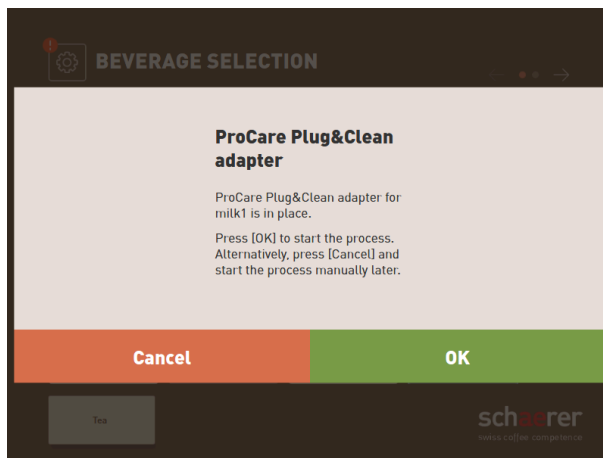 !
BEVERAGE SELECTION
ProCare Plug&Clean
adapter
ProCare Plug&Clean adapter for
milk1 is in place.
Press [OK] to start the process.
Alternatively, press [Cancel] and
start the process manually later.
Cancel
OK
Tea
schaerer
swiss coffee competence